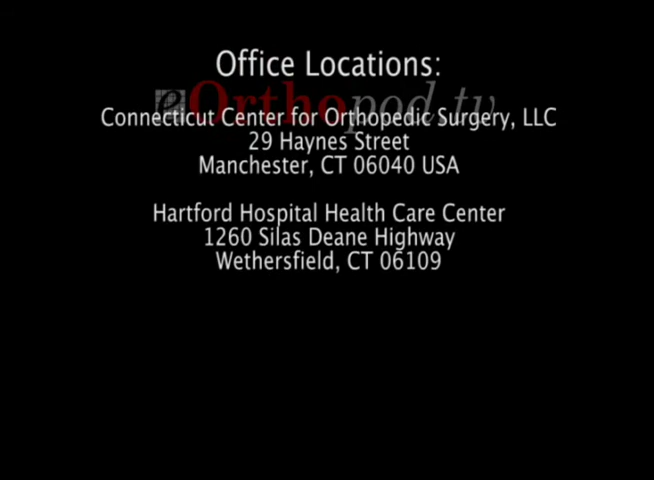 Office Locations:
eOrthopod.tv
Connecticut Center for Orthopedic Surgery, LLC
29 Haynes Street
Manchester, CT 06040 USA
Hartford Hospital Health Care Center
1260 Silas Deane Highway
Wethersfield, CT 06109